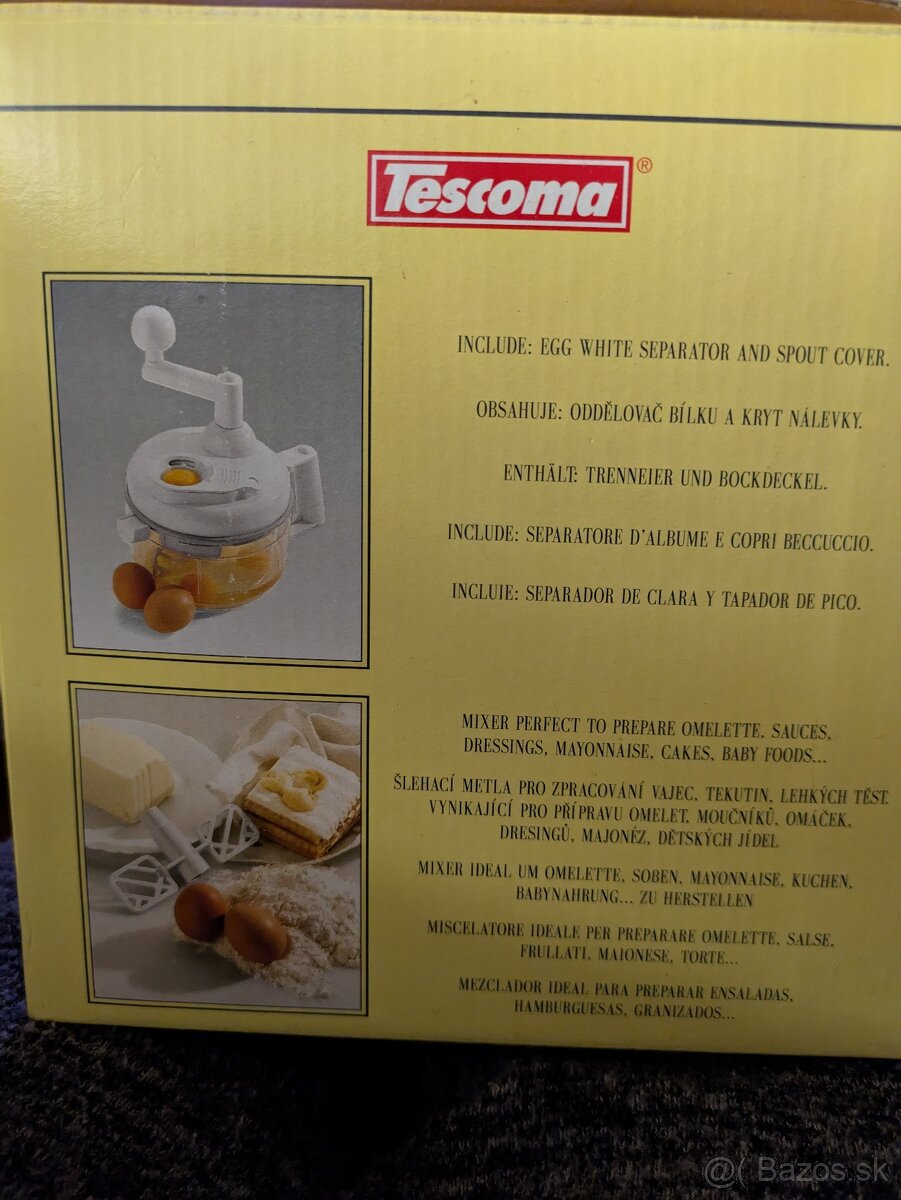 Tescoma®
INCLUDE: EGG WHITE SEPARATOR AND SPOUT COVER.
OBSAHUJE: ODDĚLOVAČ BÍLKU A KRYT NÁLEVKY.
ENTHÄLT: TRENNEIER UND BOCKDECKEL.
INCLUDE: SEPARATORE D'ALBUME E COPRI BECCUCCIO.
INCLUIE: SEPARADOR DE CLARA Y TAPADOR DE PICO.
MIXER PERFECT TO PREPARE OMELETTE, SAUCES,
DRESSINGS, MAYONNAISE, CAKES, BABY FOODS...
ŠLEHACÍ METLA PRO ZPRACOVÁNÍ VAJEC, TEKUTIN, LEHKÝCH TĚST.
VYNIKAJÍCÍ PRO PŘÍPRAVU OMELET, MOUČNÍKŮ, OMÁČEK,
DRESINGŮ, MAJONÉZ, DĚTSKÝCH JÍDEL
MIXER IDEAL UM OMELETTE, SOBEN, MAYONNAISE, KUCHEN,
BABYNAHRUNG... ZU HERSTELLEN
MISCELATORE IDEALE PER PREPARARE OMELETTE, SALSE,
FRULLATI, MAIONESE, TORTE...
MEZCLADOR IDEAL PARA PREPARAR ENSALADAS,
HAMBURGUESAS, GRANIZADOS...
@( Bazos.sk